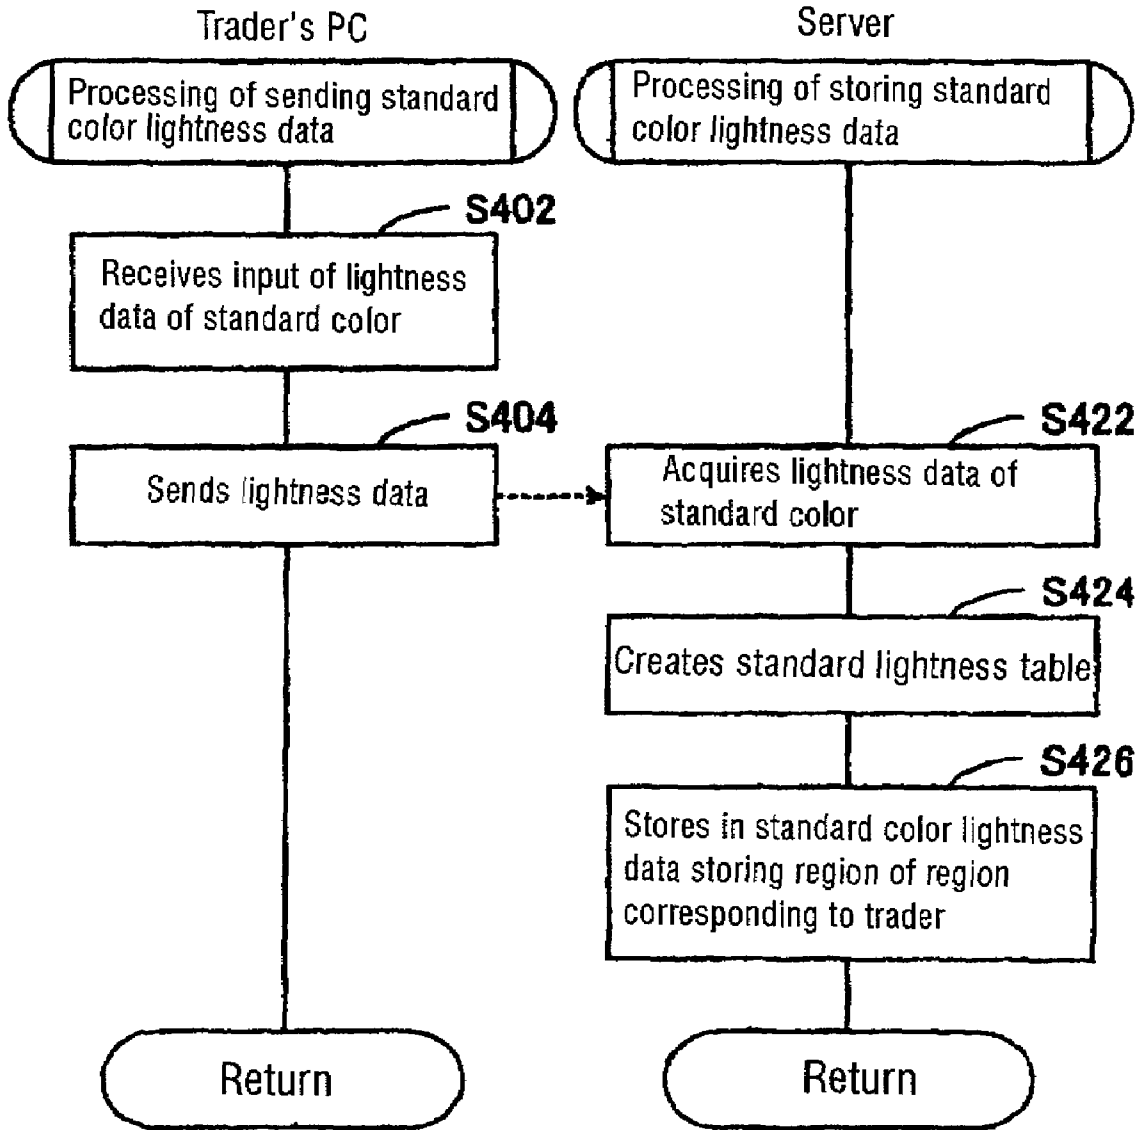 Trader's PC
Processing of sending standard
color lightness data
S402
Receives input of lightness
data of standard color
S404
Sends lightness data
Return
Server
Processing of storing standard
color lightness data
S422
Acquires lightness data of
standard color
S424
Creates standard lightness table
S426
Stores in standard color lightness
data storing region of region
corresponding to trader
Return